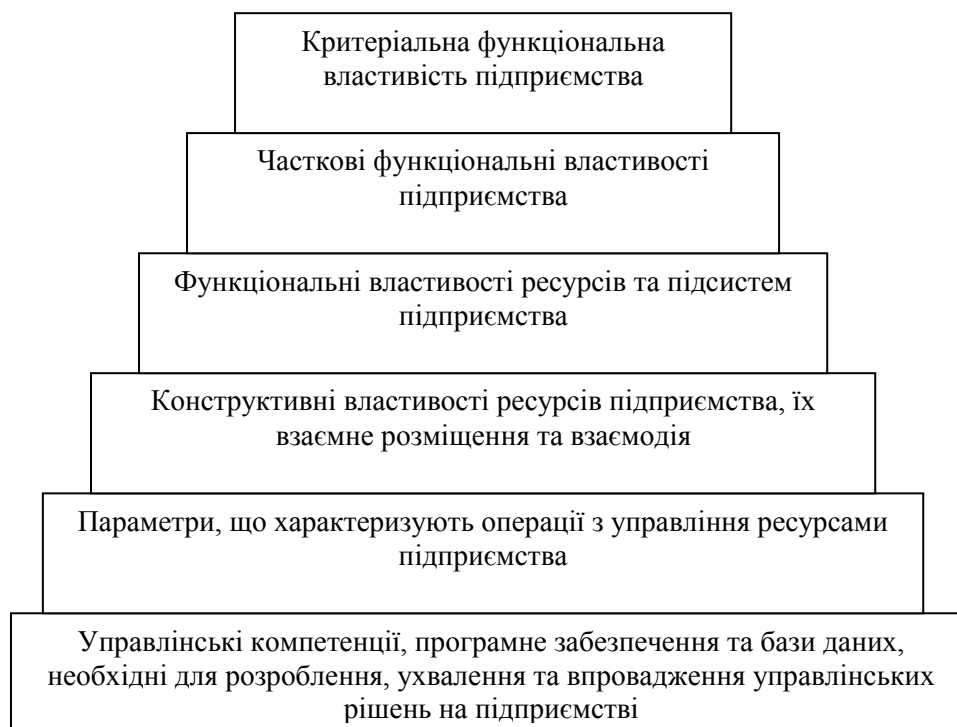 Критеріальна функціональна
властивість підприємства
Часткові функціональні властивості
підприємства
Функціональні властивості ресурсів та підсистем
підприємства
Конструктивні властивості ресурсів підприємства, їх
взаємне розміщення та взаємодія
Параметри, що характеризують операції з управління ресурсами
підприємства
Управлінські компетенції, програмне забезпечення та бази даних,
необхідні для розроблення, ухвалення та впровадження управлінських
рішень на підприємстві